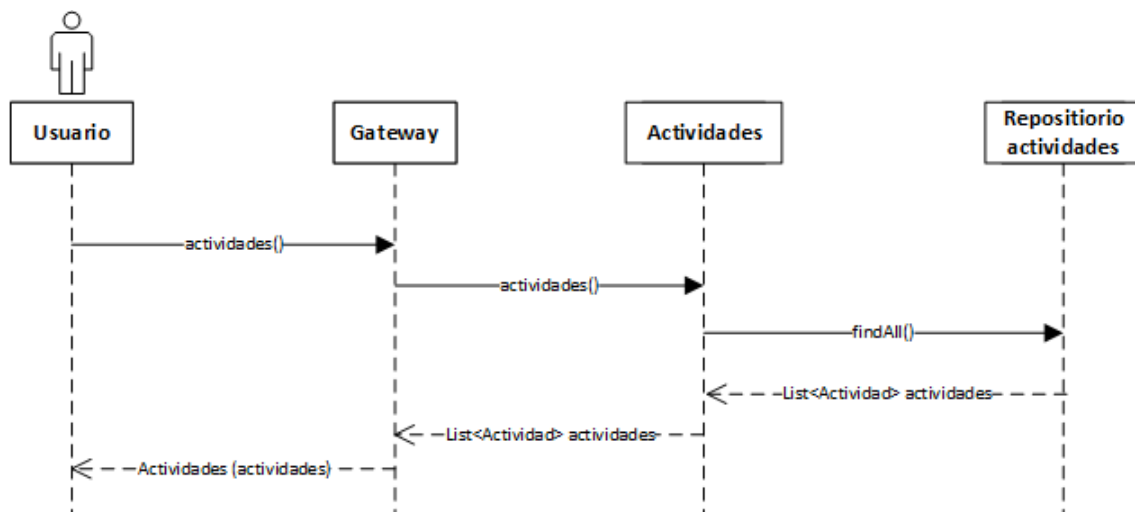 Usuario
Gateway
Actividades
Repositiorio
actividades
actividades()
actividades()
findAll()
List<Actividad> actividades
List<Actividad> actividades
Actividades (actividades)